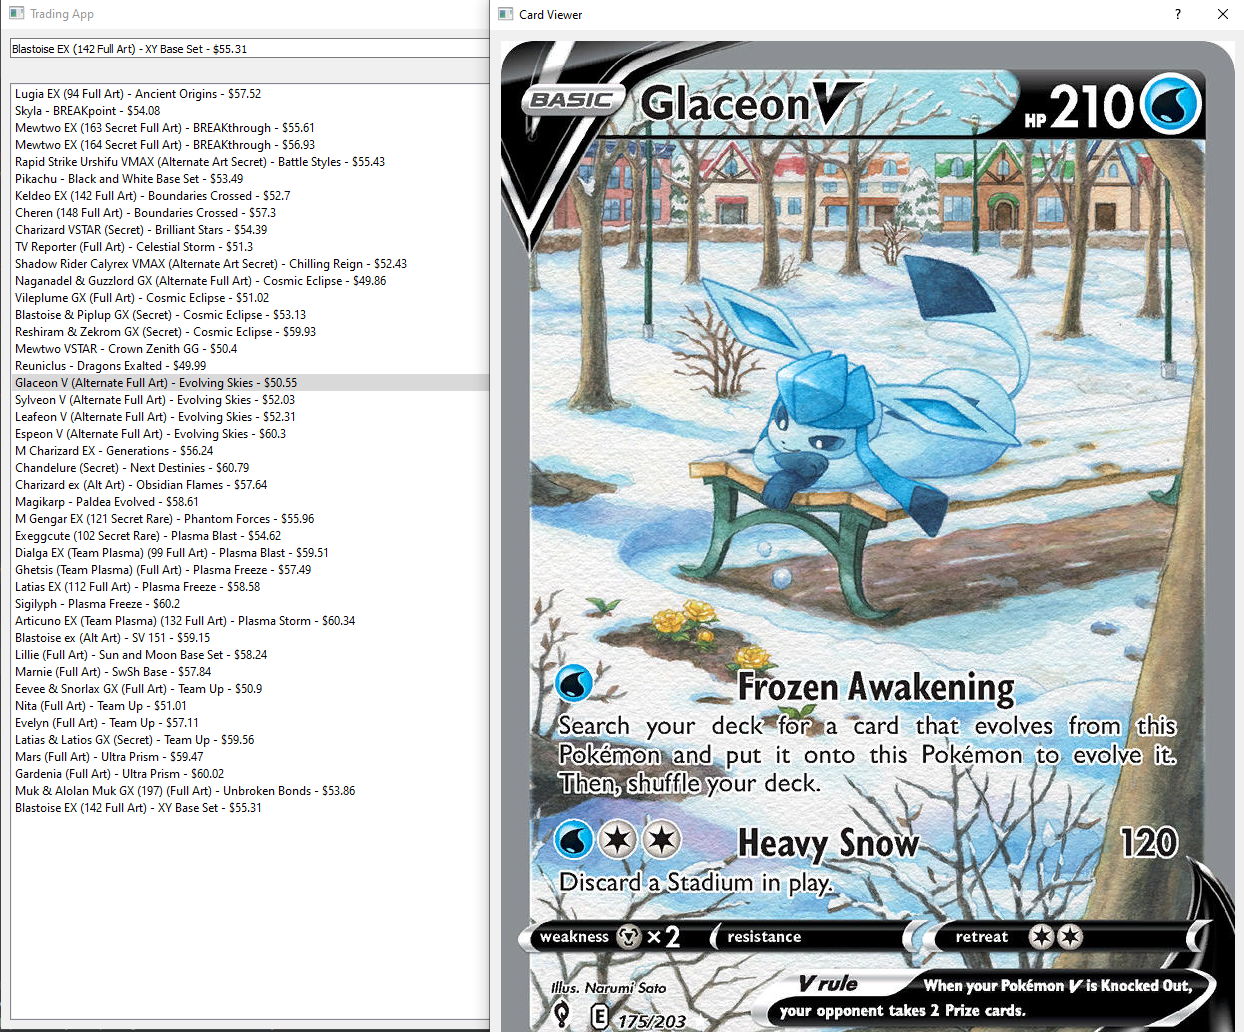 Trading App
Blastoise EX (142 Full Art) - XY Base Set - $55.31
Lugia EX (94 Full Art) - Ancient Origins - $57.52
Skyla - BREAKpoint - $54.08
Mewtwo EX (163 Secret Full Art) - BREAKthrough - $55.61
Mewtwo EX (164 Secret Full Art) - BREAKthrough - $56.93
Rapid Strike Urshifu VMAX (Alternate Art Secret) - Battle Styles - $55.43
Pikachu - Black and White Base Set - $53.49
Keldeo EX (142 Full Art) - Boundaries Crossed - $52.7
Cheren (148 Full Art) - Boundaries Crossed - $57.3
Charizard VSTAR (Secret) - Brilliant Stars - $54.39
TV Reporter (Full Art) - Celestial Storm - $51.3
Shadow Rider Calyrex VMAX (Alternate Art Secret) - Chilling Reign - $52.43
Naganadel & Guzzlord GX (Alternate Full Art) - Cosmic Eclipse - $49.86
Vileplume GX (Full Art) - Cosmic Eclipse - $51.02
Blastoise & Piplup GX (Secret) - Cosmic Eclipse - $53.13
Reshiram & Zekrom GX (Secret) - Cosmic Eclipse - $59.93
Mewtwo VSTAR - Crown Zenith GG - $50.4
Reuniclus - Dragons Exalted - $49.99
Glaceon V (Alternate Full Art) - Evolving Skies - $50.55
Sylveon V (Alternate Full Art) - Evolving Skies - $52.03
Leafeon V (Alternate Full Art) - Evolving Skies - $52.31
Espeon V (Alternate Full Art) - Evolving Skies - $60.3
M Charizard EX - Generations - $56.24
Chandelure (Secret) - Next Destinies - $60.79
Charizard ex (Alt Art) - Obsidian Flames - $57.64
Magikarp - Paldea Evolved - $58.61
M Gengar EX (121 Secret Rare) - Phantom Forces - $55.96
Exeggcute (102 Secret Rare) - Plasma Blast - $54.62
Dialga EX (Team Plasma) (99 Full Art) - Plasma Blast - $59.51
Ghetsis (Team Plasma) (Full Art) - Plasma Freeze - $57.49
Latias EX (112 Full Art) - Plasma Freeze - $58.58
Sigilyph - Plasma Freeze - $60.2
Articuno EX (Team Plasma) (132 Full Art) - Plasma Storm - $60.34
Blastoise ex (Alt Art) - SV 151 - $59.15
Lillie (Full Art) - Sun and Moon Base Set - $58.24
Marnie (Full Art) - SwSh Base - $57.84
Eevee & Snorlax GX (Full Art) - Team Up - $50.9
Nita (Full Art) - Team Up - $51.01
Evelyn (Full Art) - Team Up - $57.11
Latias & Latios GX (Secret) - Team Up - $59.56
Mars (Full Art) - Ultra Prism - $59.47
Gardenia (Full Art) - Ultra Prism - $60.02
Muk & Alolan Muk GX (197) (Full Art) - Unbroken Bonds - $53.86
Blastoise EX (142 Full Art) - XY Base Set - $55.31
Card Viewer
?
BASIC Glaceon V HP 210
Frozen Awakening
Search your deck for a card that evolves from this
Pokémon and put it onto this Pokémon to evolve it.
Then, shuffle your deck.
Heavy Snow 120
Discard a Stadium in play.
weakness ×2 resistance retreat
Illus. Narumi Sato
V rule When your Pokémon V is Knocked Out,
your opponent takes 2 Prize cards.
E 175/203